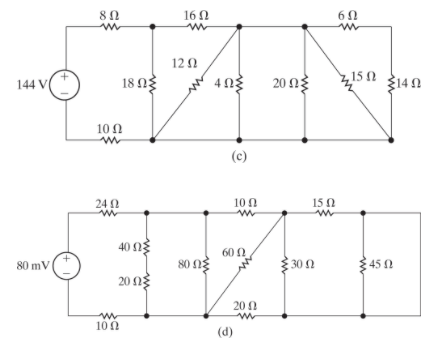 8 Ω 16 Ω 6 Ω
144 V + − 18 Ω 12 Ω 4 Ω 20 Ω 15 Ω 14 Ω
10 Ω
(c)
24 Ω 10 Ω 15 Ω
80 mV + − 40 Ω 20 Ω 80 Ω 60 Ω 30 Ω 45 Ω
10 Ω 20 Ω
(d)